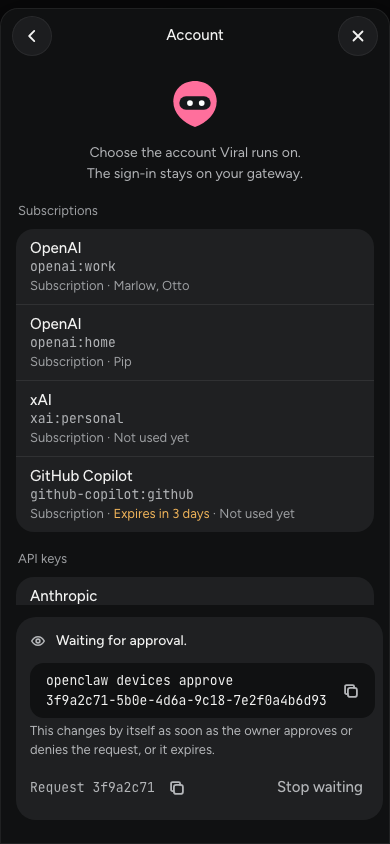 Account
Choose the account Viral runs on.
The sign-in stays on your gateway.
Subscriptions
OpenAI
openai:work
Subscription · Marlow, Otto
OpenAI
openai:home
Subscription · Pip
xAI
xai:personal
Subscription · Not used yet
GitHub Copilot
github-copilot:github
Subscription · Expires in 3 days · Not used yet
API keys
Anthropic
Waiting for approval.
openclaw devices approve
3f9a2c71-5b0e-4d6a-9c18-7e2f0a4b6d93
This changes by itself as soon as the owner approves or
denies the request, or it expires.
Request 3f9a2c71
Stop waiting